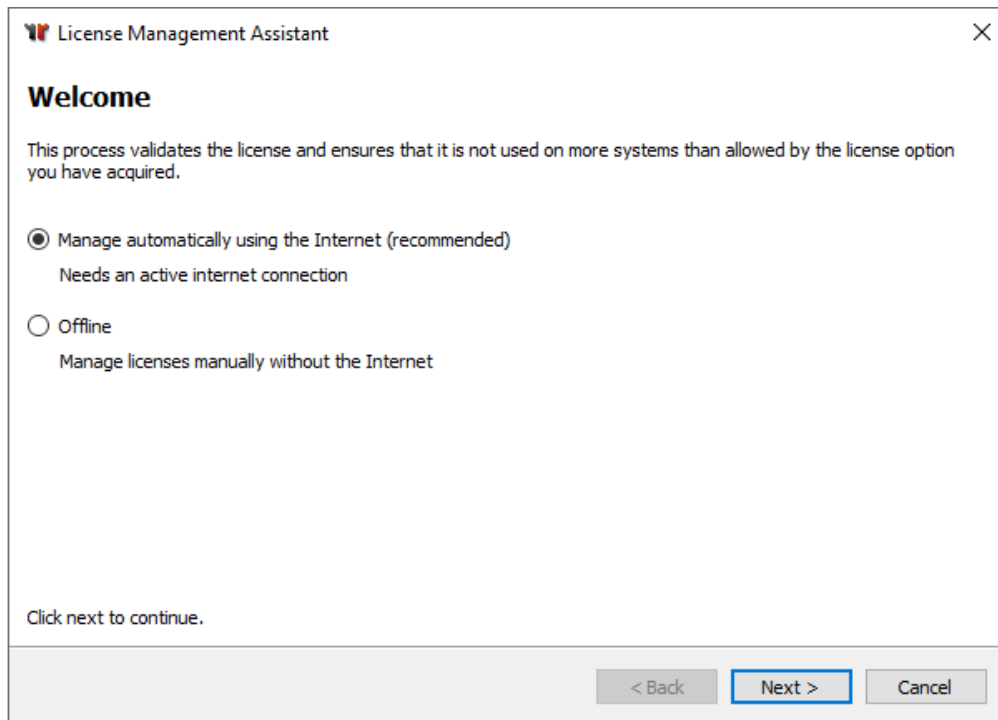 License Management Assistant
Welcome
This process validates the license and ensures that it is not used on more systems than allowed by the license option
you have acquired.
Manage automatically using the Internet (recommended)
Needs an active internet connection
Offline
Manage licenses manually without the Internet
Click next to continue.
< Back
Next >
Cancel